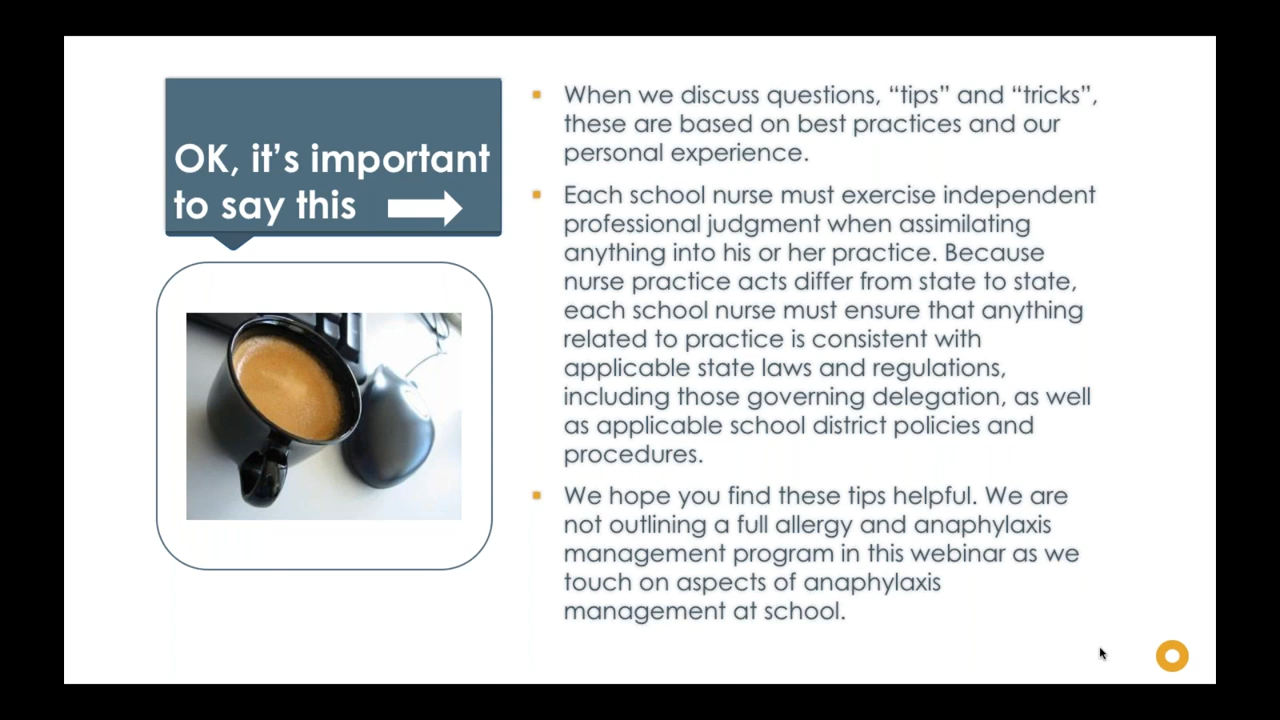 OK, it’s important
to say this
When we discuss questions, “tips” and “tricks”,
these are based on best practices and our
personal experience.
Each school nurse must exercise independent
professional judgment when assimilating
anything into his or her practice. Because
nurse practice acts differ from state to state,
each school nurse must ensure that anything
related to practice is consistent with
applicable state laws and regulations,
including those governing delegation, as well
as applicable school district policies and
procedures.
We hope you find these tips helpful. We are
not outlining a full allergy and anaphylaxis
management program in this webinar as we
touch on aspects of anaphylaxis
management at school.